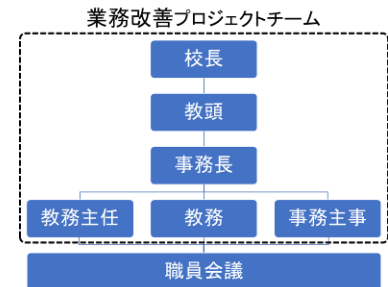 業務改善プロジェクトチーム
校長
教頭
事務長
教務主任 教務 事務主事
職員会議